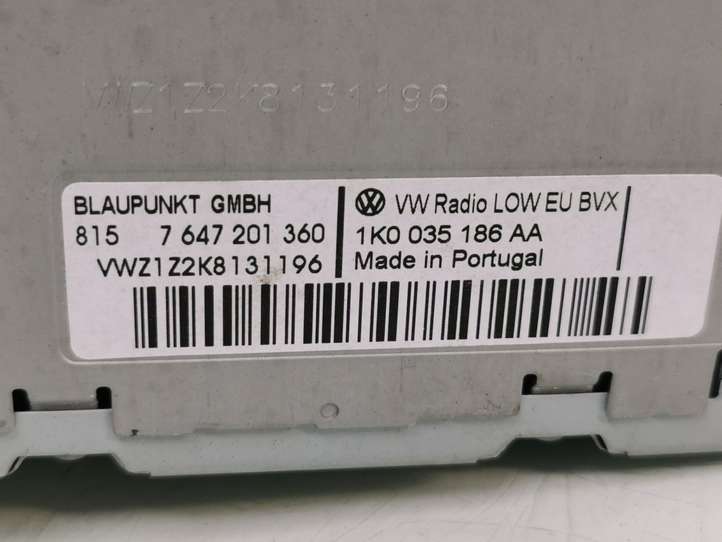 VWZ1Z2K8131196
BLAUPUNKT GMBH
815 7 647 201 360
VWZ1Z2K8131196
VW Radio LOW EU BVX
1K0 035 186 AA
Made in Portugal